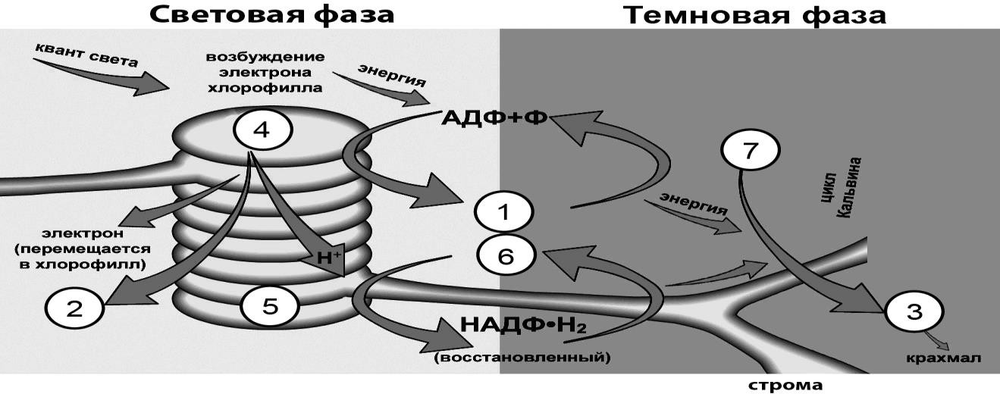 Световая фаза
Темновая фаза
квант света
возбуждение
электрона
хлорофилла
энергия
АДФ+Ф
4
7
цикл
Кальвина
1
энергия
электрон
(перемещается
в хлорофилл)
H⁺
6
2
5
3
НАДФ•H₂
(восстановленный)
крахмал
строма